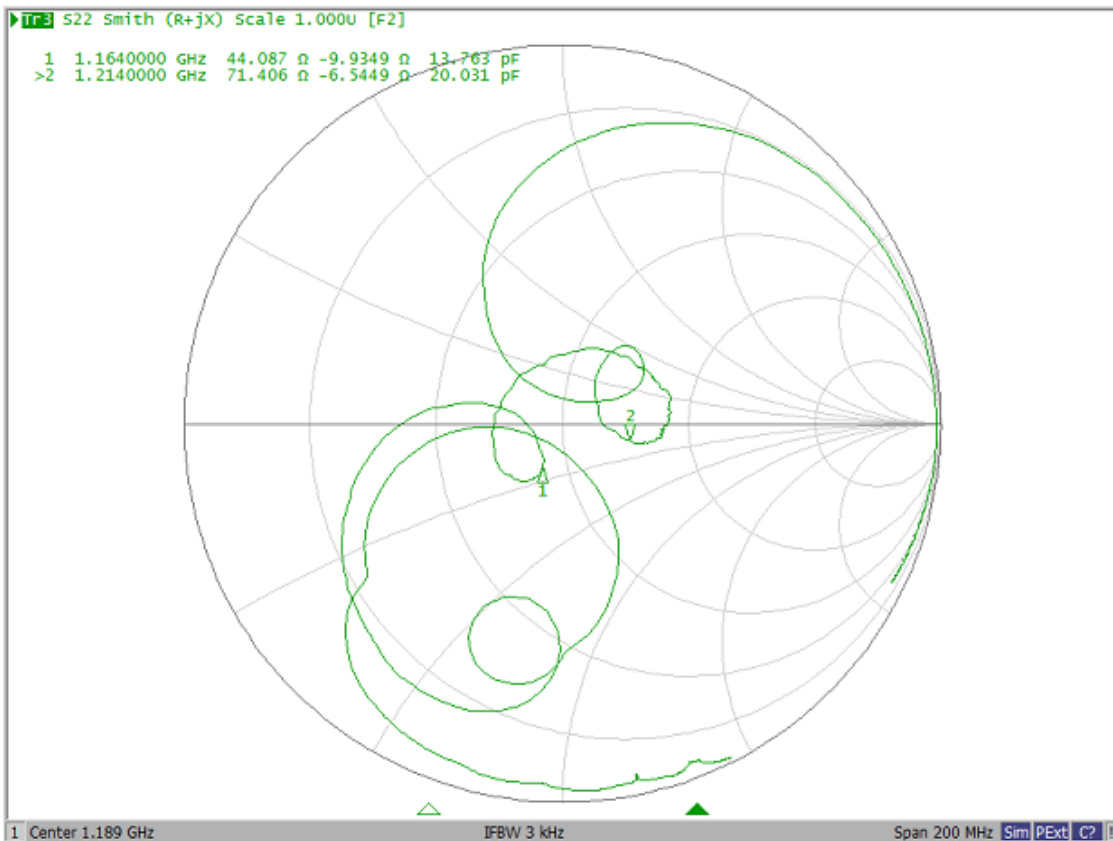 Tr3 S22 Smith (R+jX) Scale 1.000U [F2]
1 1.1640000 GHz 44.087 Ω -9.9349 Ω 13.763 pF
>2 1.2140000 GHz 71.406 Ω -6.5449 Ω 20.031 pF
2
1
1 Center 1.189 GHz IFBW 3 kHz Span 200 MHz Sim PExt C?